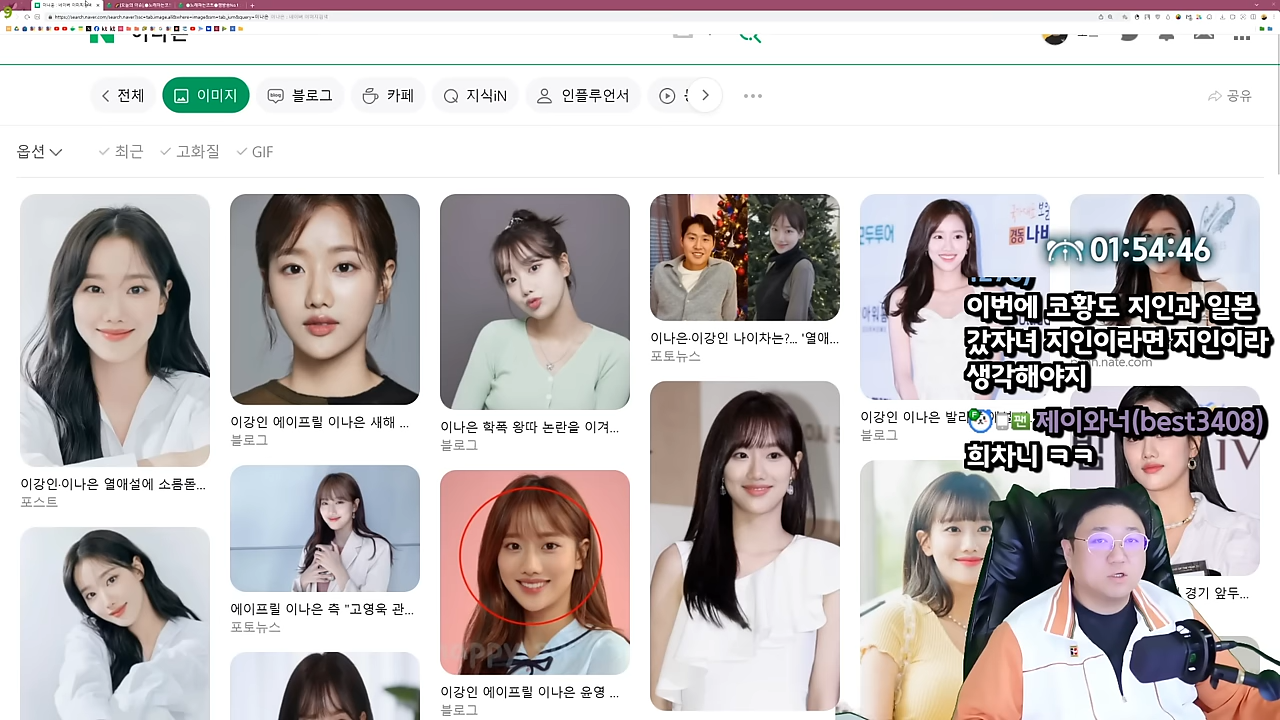 이나은
전체
이미지
블로그
카페
지식iN
인플루언서
공유
옵션
최근
고화질
GIF
01:54:46
이번에 코황도 지인과 일본
갔자녀 지인이라면 지인이라
생각해야지
제이와너(best3408)
희차니 ㅋㅋ
이강인·이나은 열애설에 소름돋...
포스트
이강인 에이프릴 이나은 새해 ...
블로그
에이프릴 이나은 즉 "고영욱 관...
포토뉴스
이나은 학폭 왕따 논란을 이겨...
블로그
이강인 에이프릴 이나은 윤영 ...
블로그
이나은·이강인 나이차는?... '열애...
포토뉴스
이강인 이나은 발리
블로그
nate.com
경기 앞두...